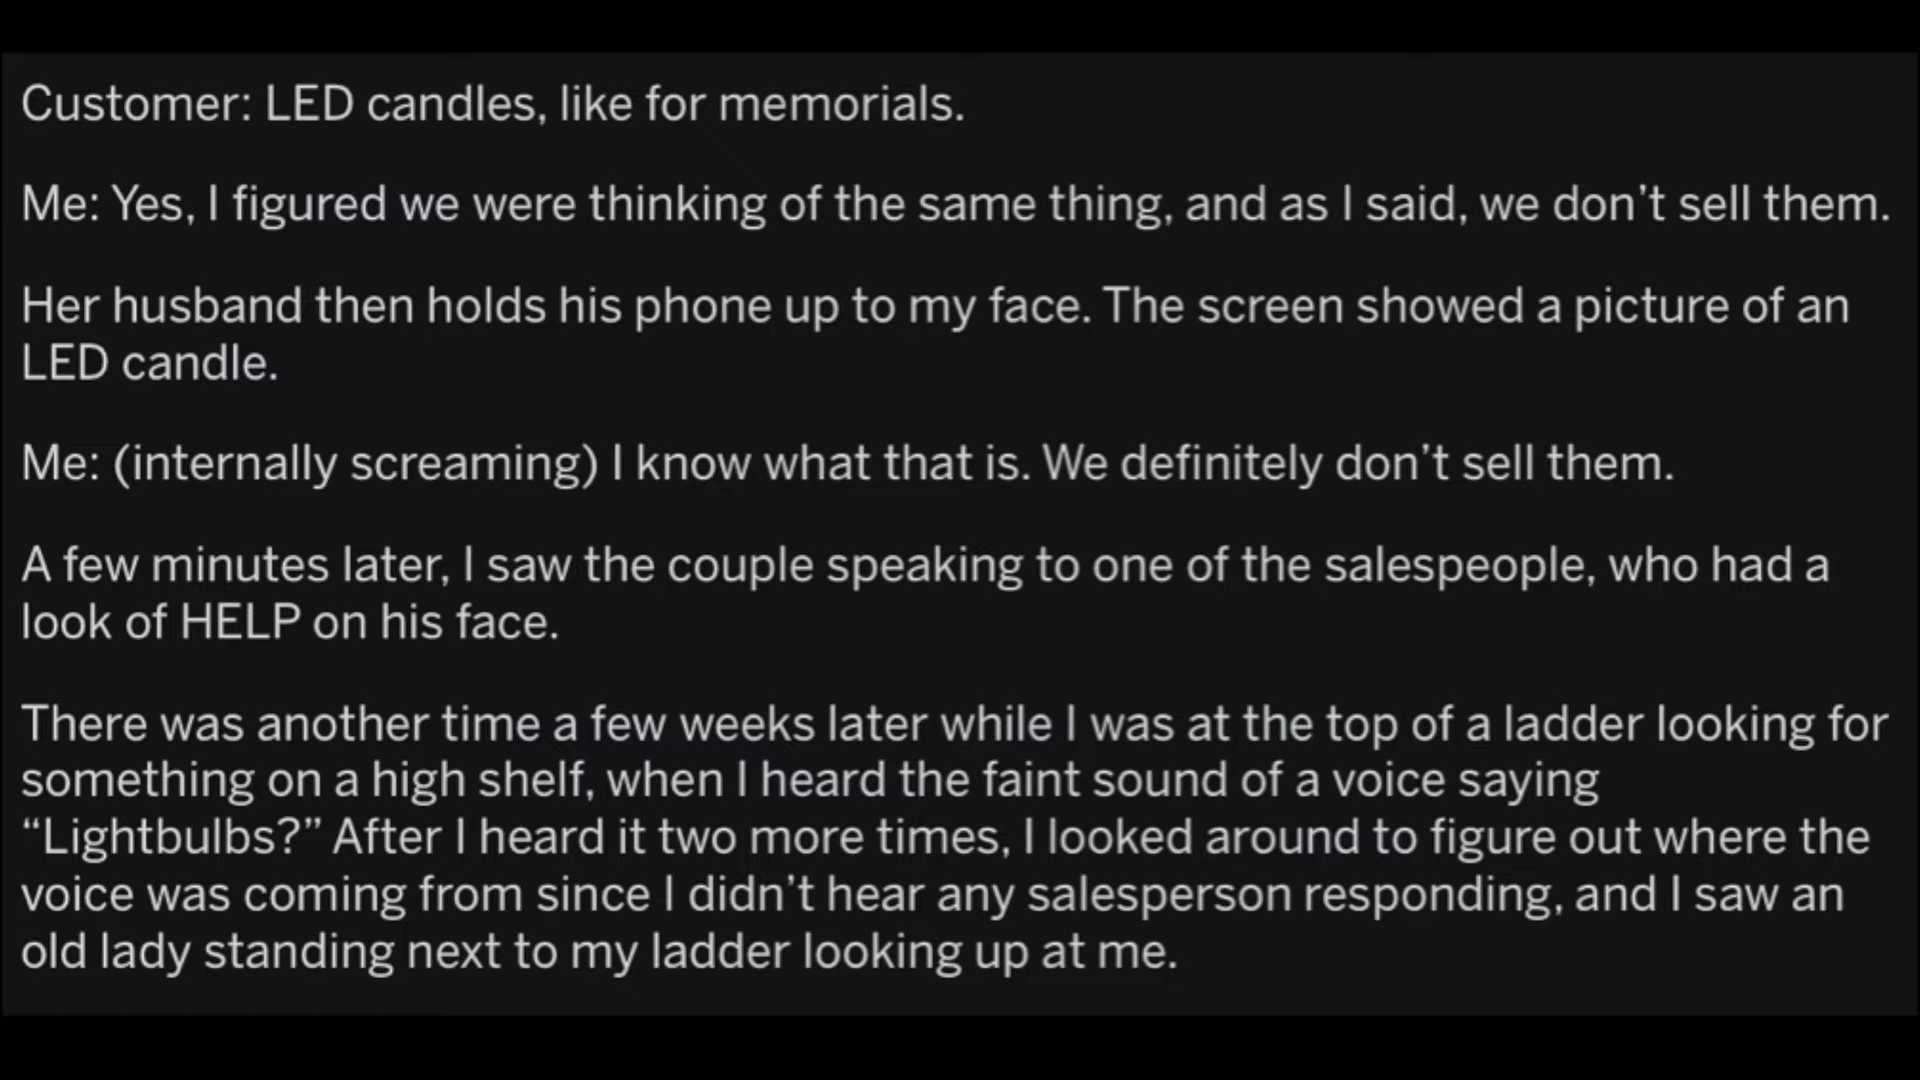 Customer: LED candles, like for memorials.
Me: Yes, I figured we were thinking of the same thing, and as I said, we don’t sell them.
Her husband then holds his phone up to my face. The screen showed a picture of an
LED candle.
Me: (internally screaming) I know what that is. We definitely don’t sell them.
A few minutes later, I saw the couple speaking to one of the salespeople, who had a
look of HELP on his face.
There was another time a few weeks later while I was at the top of a ladder looking for
something on a high shelf, when I heard the faint sound of a voice saying
“Lightbulbs?” After I heard it two more times, I looked around to figure out where the
voice was coming from since I didn’t hear any salesperson responding, and I saw an
old lady standing next to my ladder looking up at me.